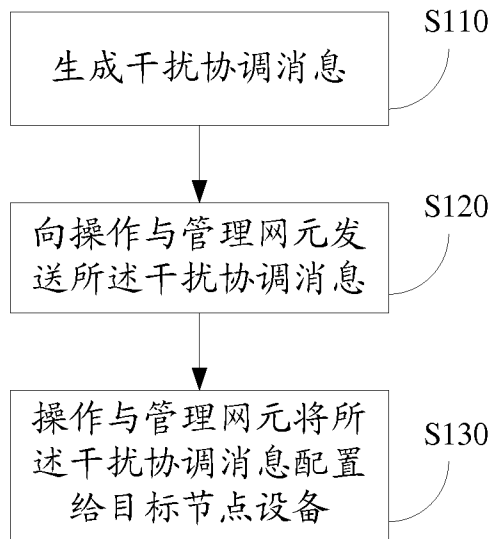 S110
生成干扰协调消息
S120
向操作与管理网元发
送所述干扰协调消息
S130
操作与管理网元将所
述干扰协调消息配置
给目标节点设备